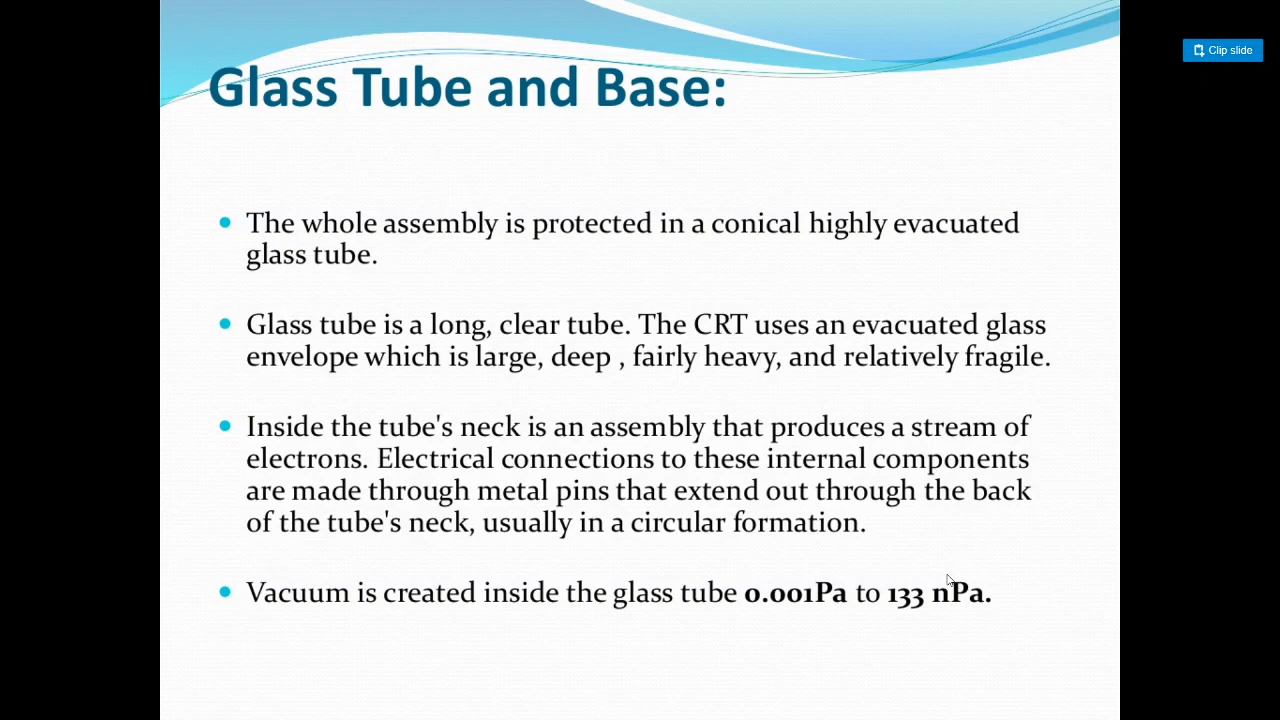 Clip slide
Glass Tube and Base:
• The whole assembly is protected in a conical highly evacuated
glass tube.
• Glass tube is a long, clear tube. The CRT uses an evacuated glass
envelope which is large, deep , fairly heavy, and relatively fragile.
• Inside the tube's neck is an assembly that produces a stream of
electrons. Electrical connections to these internal components
are made through metal pins that extend out through the back
of the tube's neck, usually in a circular formation.
• Vacuum is created inside the glass tube 0.001Pa to 133 nPa.